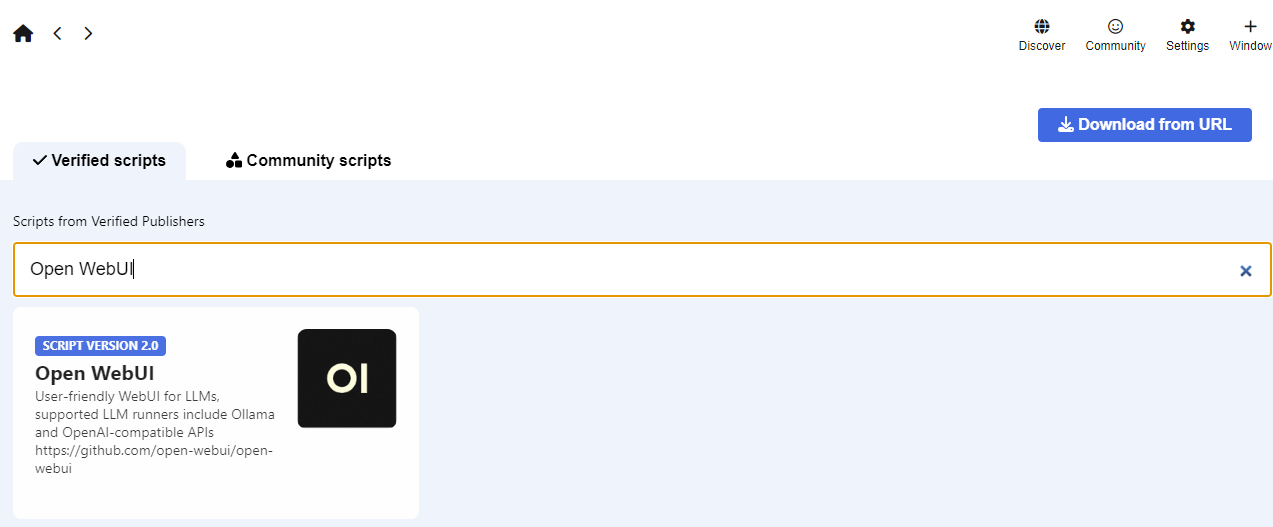 Discover Community Settings Window
Download from URL
Verified scripts Community scripts
Scripts from Verified Publishers
Open WebUI
SCRIPT VERSION 2.0
Open WebUI
User-friendly WebUI for LLMs,
supported LLM runners include Ollama
and OpenAI-compatible APIs
https://github.com/open-webui/open-
webui
OI